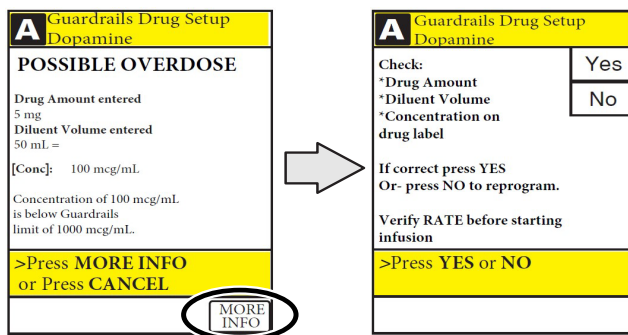 A
Guardrails Drug Setup
Dopamine
POSSIBLE OVERDOSE
Drug Amount entered
5 mg
Diluent Volume entered
50 mL =
[Conc]: 100 mcg/mL
Concentration of 100 mcg/mL
is below Guardrails
limit of 1000 mcg/mL.
>Press MORE INFO
or Press CANCEL
MORE
INFO
A
Guardrails Drug Setup
Dopamine
Check:
*Drug Amount
*Diluent Volume
*Concentration on
drug label
Yes
No
If correct press YES
Or- press NO to reprogram.
Verify RATE before starting
infusion
>Press YES or NO